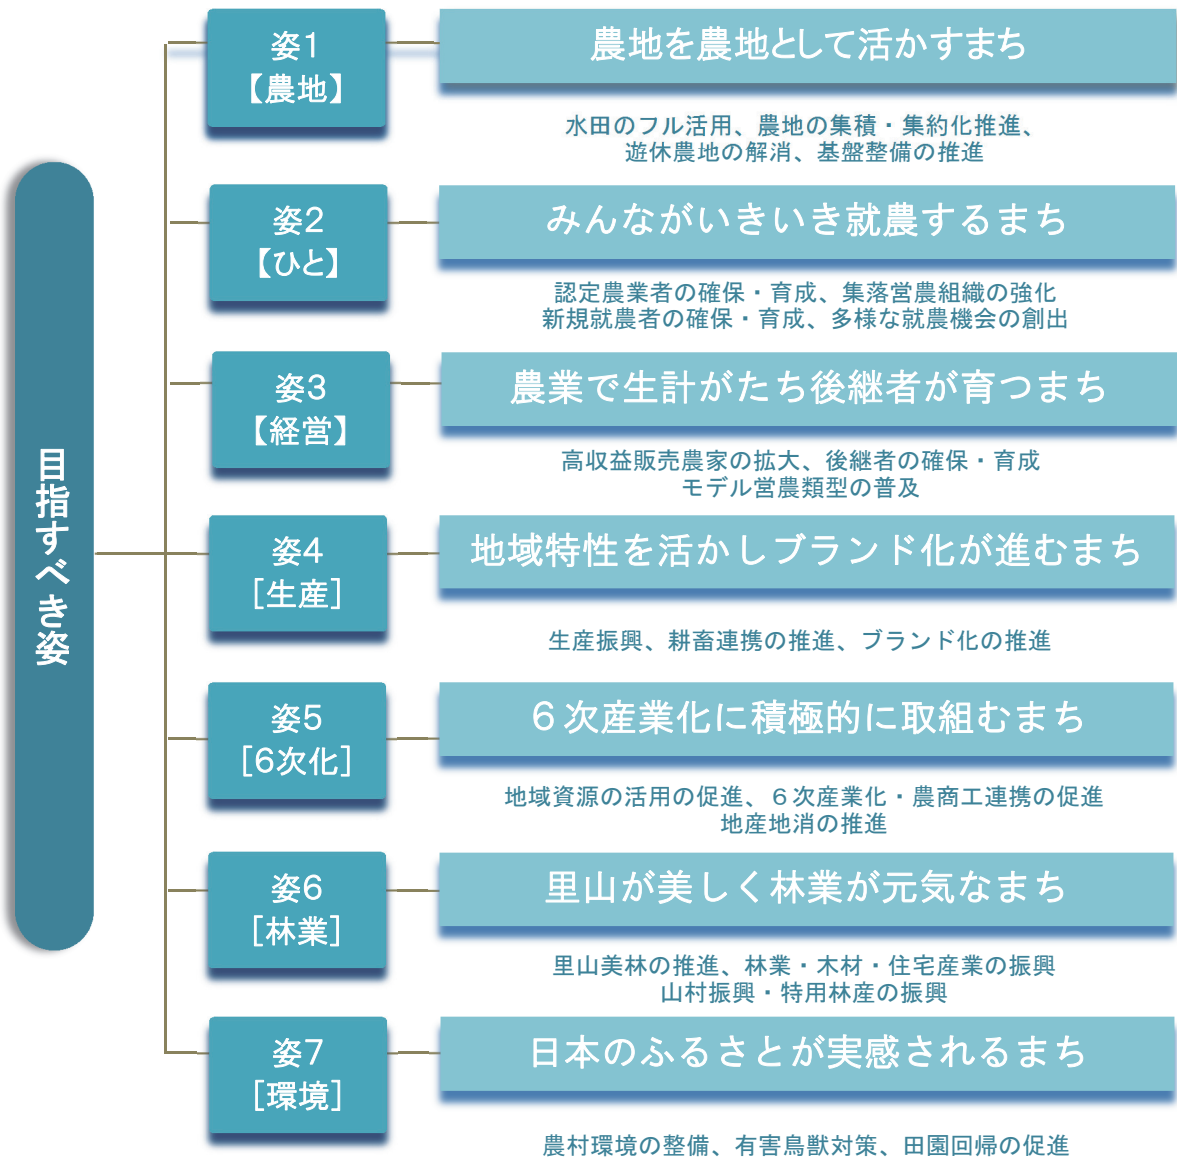 目指すべき姿
姿1
【農地】
農地を農地として活かすまち
水田のフル活用、農地の集積・集約化推進、
遊休農地の解消、基盤整備の推進
姿2
【ひと】
みんながいきいき就農するまち
認定農業者の確保・育成、集落営農組織の強化
新規就農者の確保・育成、多様な就農機会の創出
姿3
【経営】
農業で生計がたち後継者が育つまち
高収益販売農家の拡大、後継者の確保・育成
モデル営農類型の普及
姿4
[生産]
地域特性を活かしブランド化が進むまち
生産振興、耕畜連携の推進、ブランド化の推進
姿5
[6次化]
６次産業化に積極的に取組むまち
地域資源の活用の促進、６次産業化・農商工連携の促進
地産地消の推進
姿6
[林業]
里山が美しく林業が元気なまち
里山美林の推進、林業・木材・住宅産業の振興
山村振興・特用林産の振興
姿7
[環境]
日本のふるさとが実感されるまち
農村環境の整備、有害鳥獣対策、田園回帰の促進